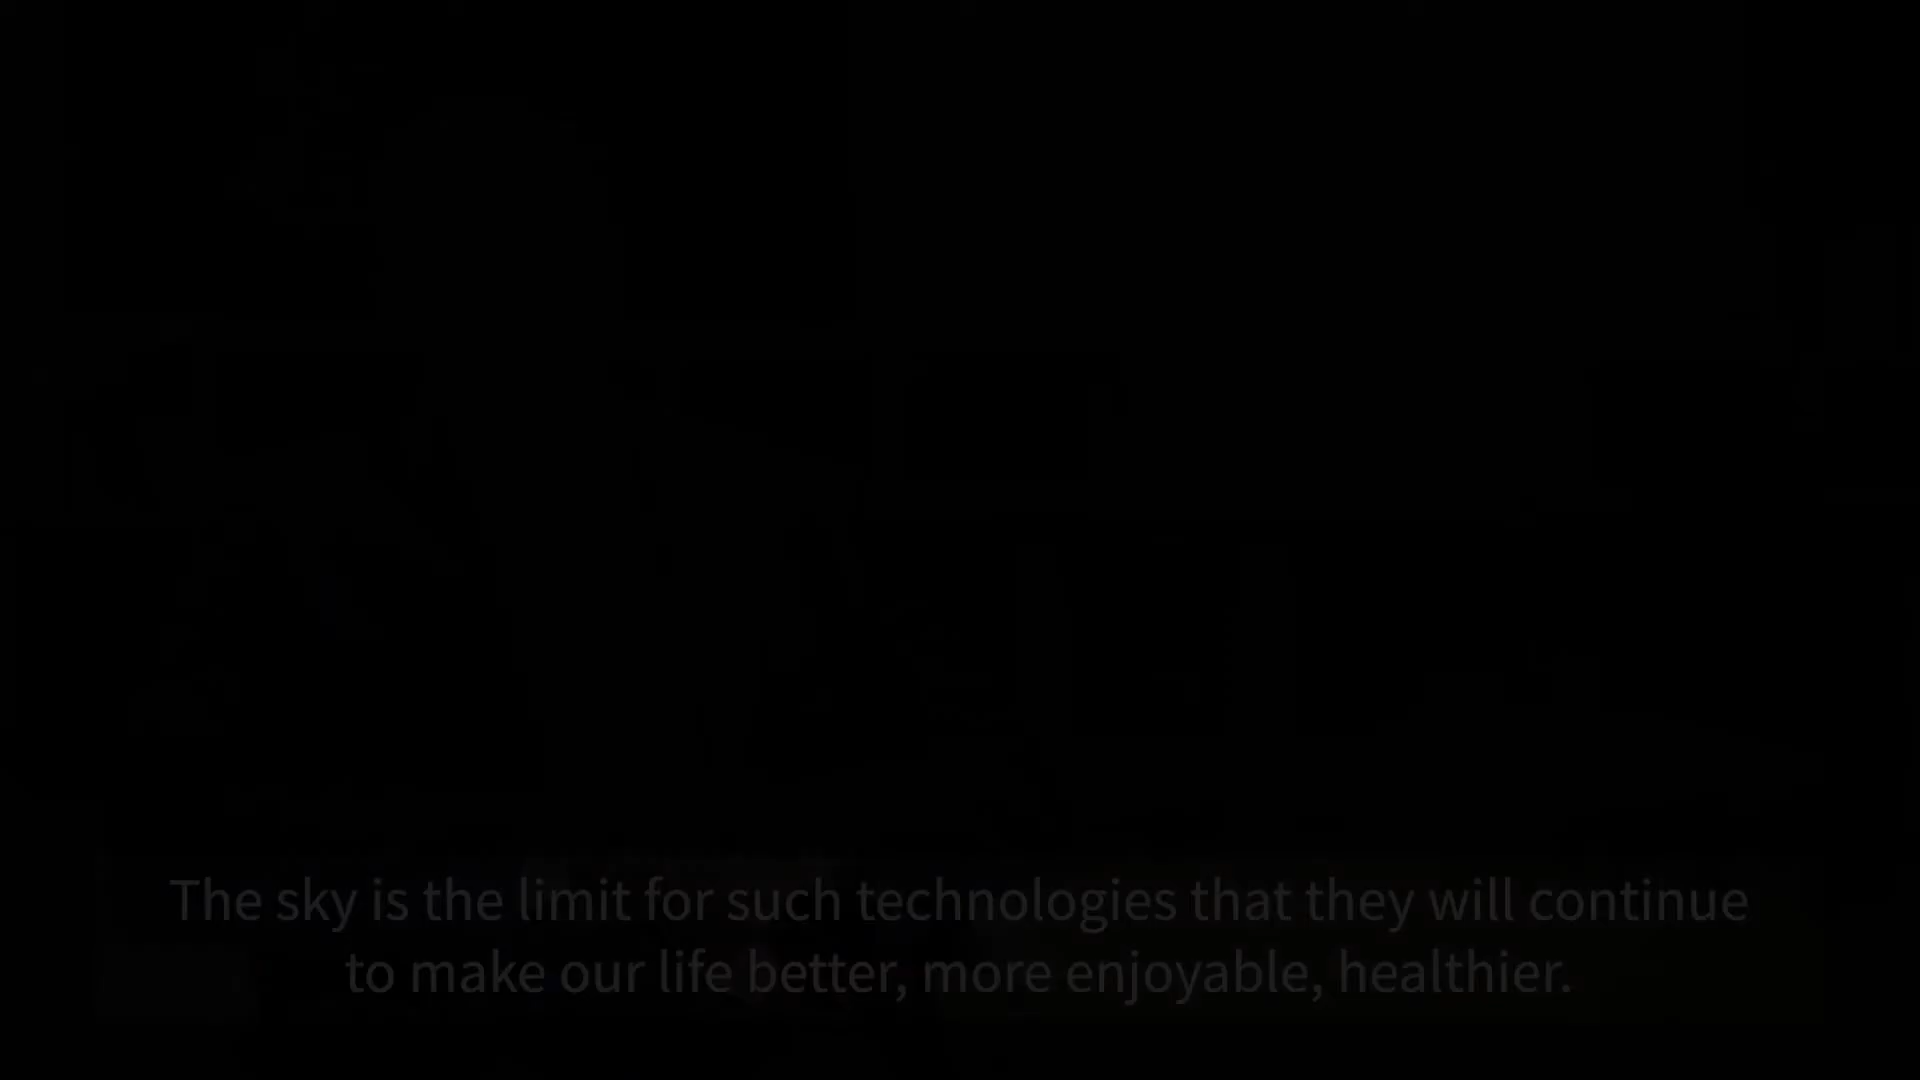 The sky is the limit for such technologies that they will continue
to make our life better, more enjoyable, healthier.